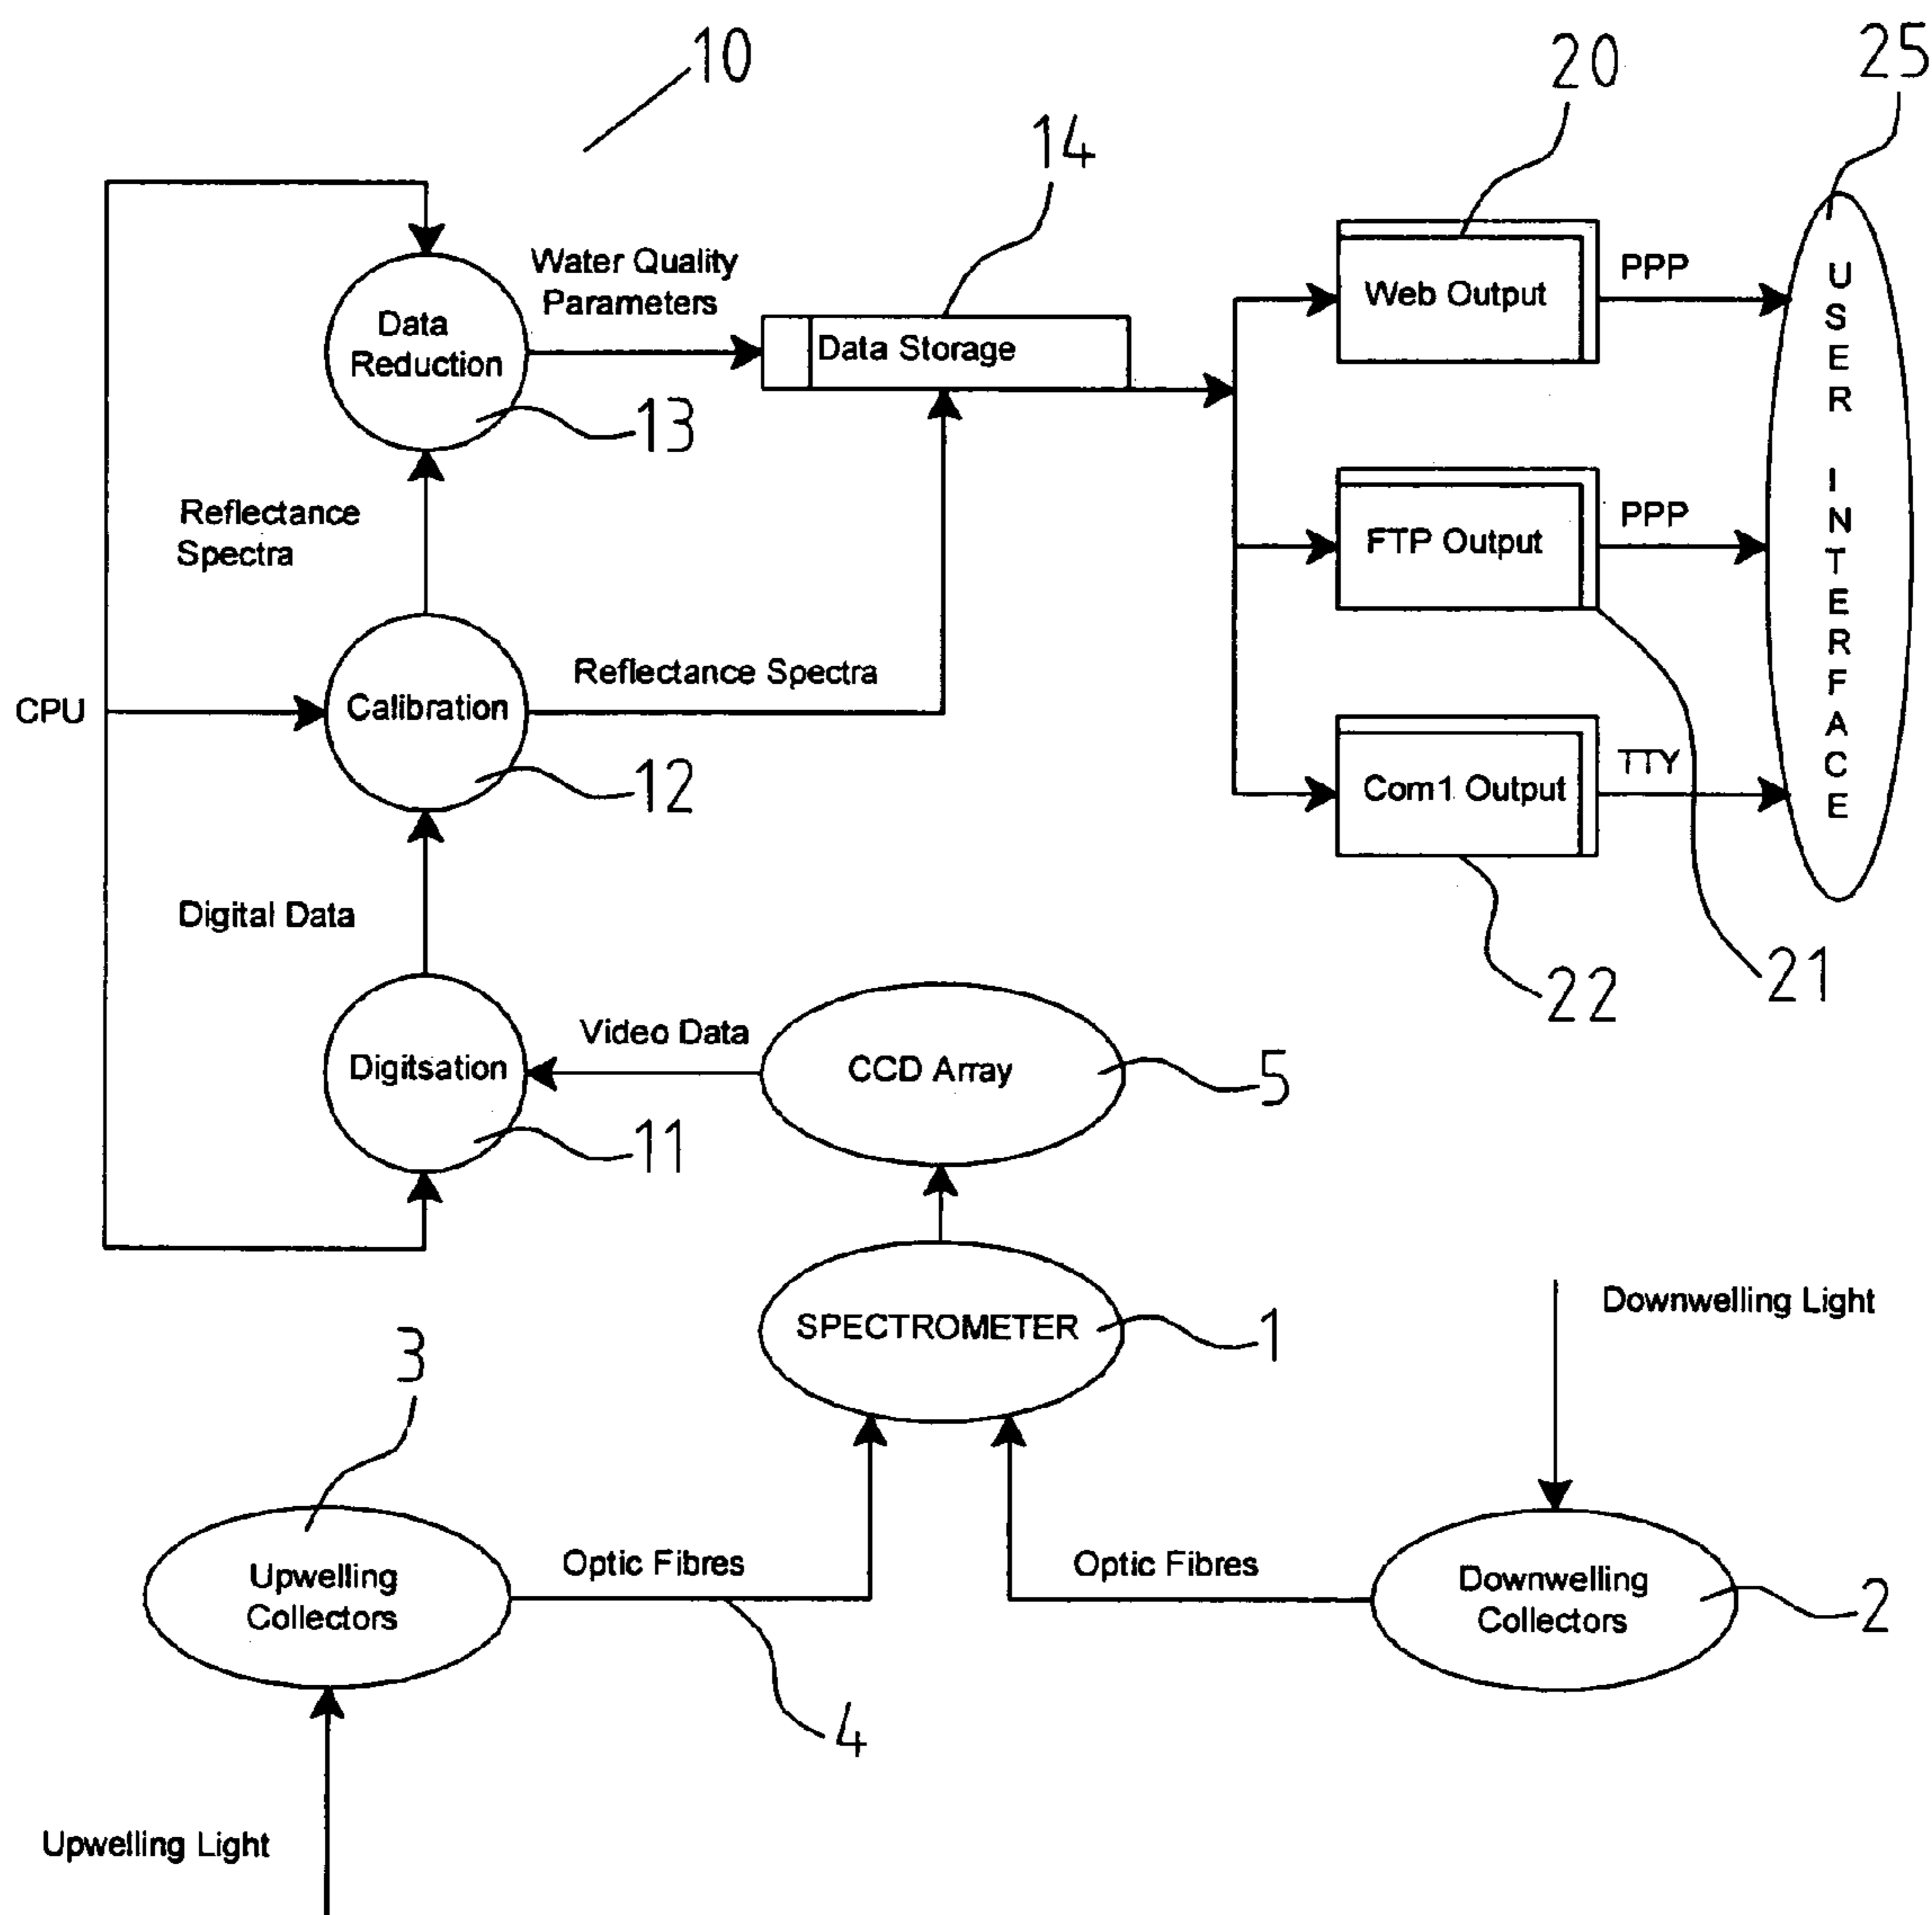 10
20
25
14
Water Quality
Parameters
Data
Reduction
13
Data Storage
Web Output
PPP
USER INTERFACE
Reflectance
Spectra
FTP Output
PPP
CPU
Calibration
12
Reflectance Spectra
Com1 Output
TTY
21
22
Digital Data
Digitsation
11
Video Data
CCD Array
5
SPECTROMETER
1
Downwelling Light
3
Upwelling
Collectors
Optic Fibres
4
Optic Fibres
Downwelling
Collectors
2
Upwelling Light